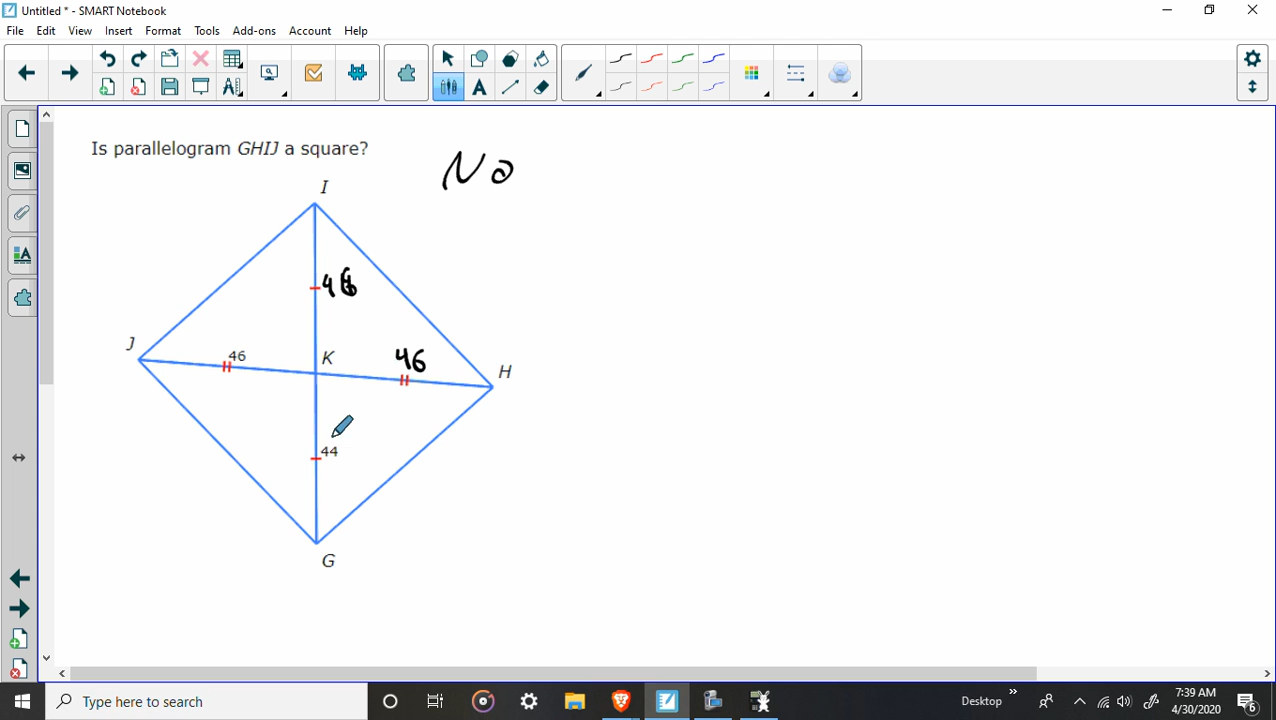 Untitled * - SMART Notebook
File Edit View Insert Format Tools Add-ons Account Help
Is parallelogram GHIJ a square?
No
I
J
46
K
46
H
44
G
Type here to search
Desktop
7:39 AM
4/30/2020
6